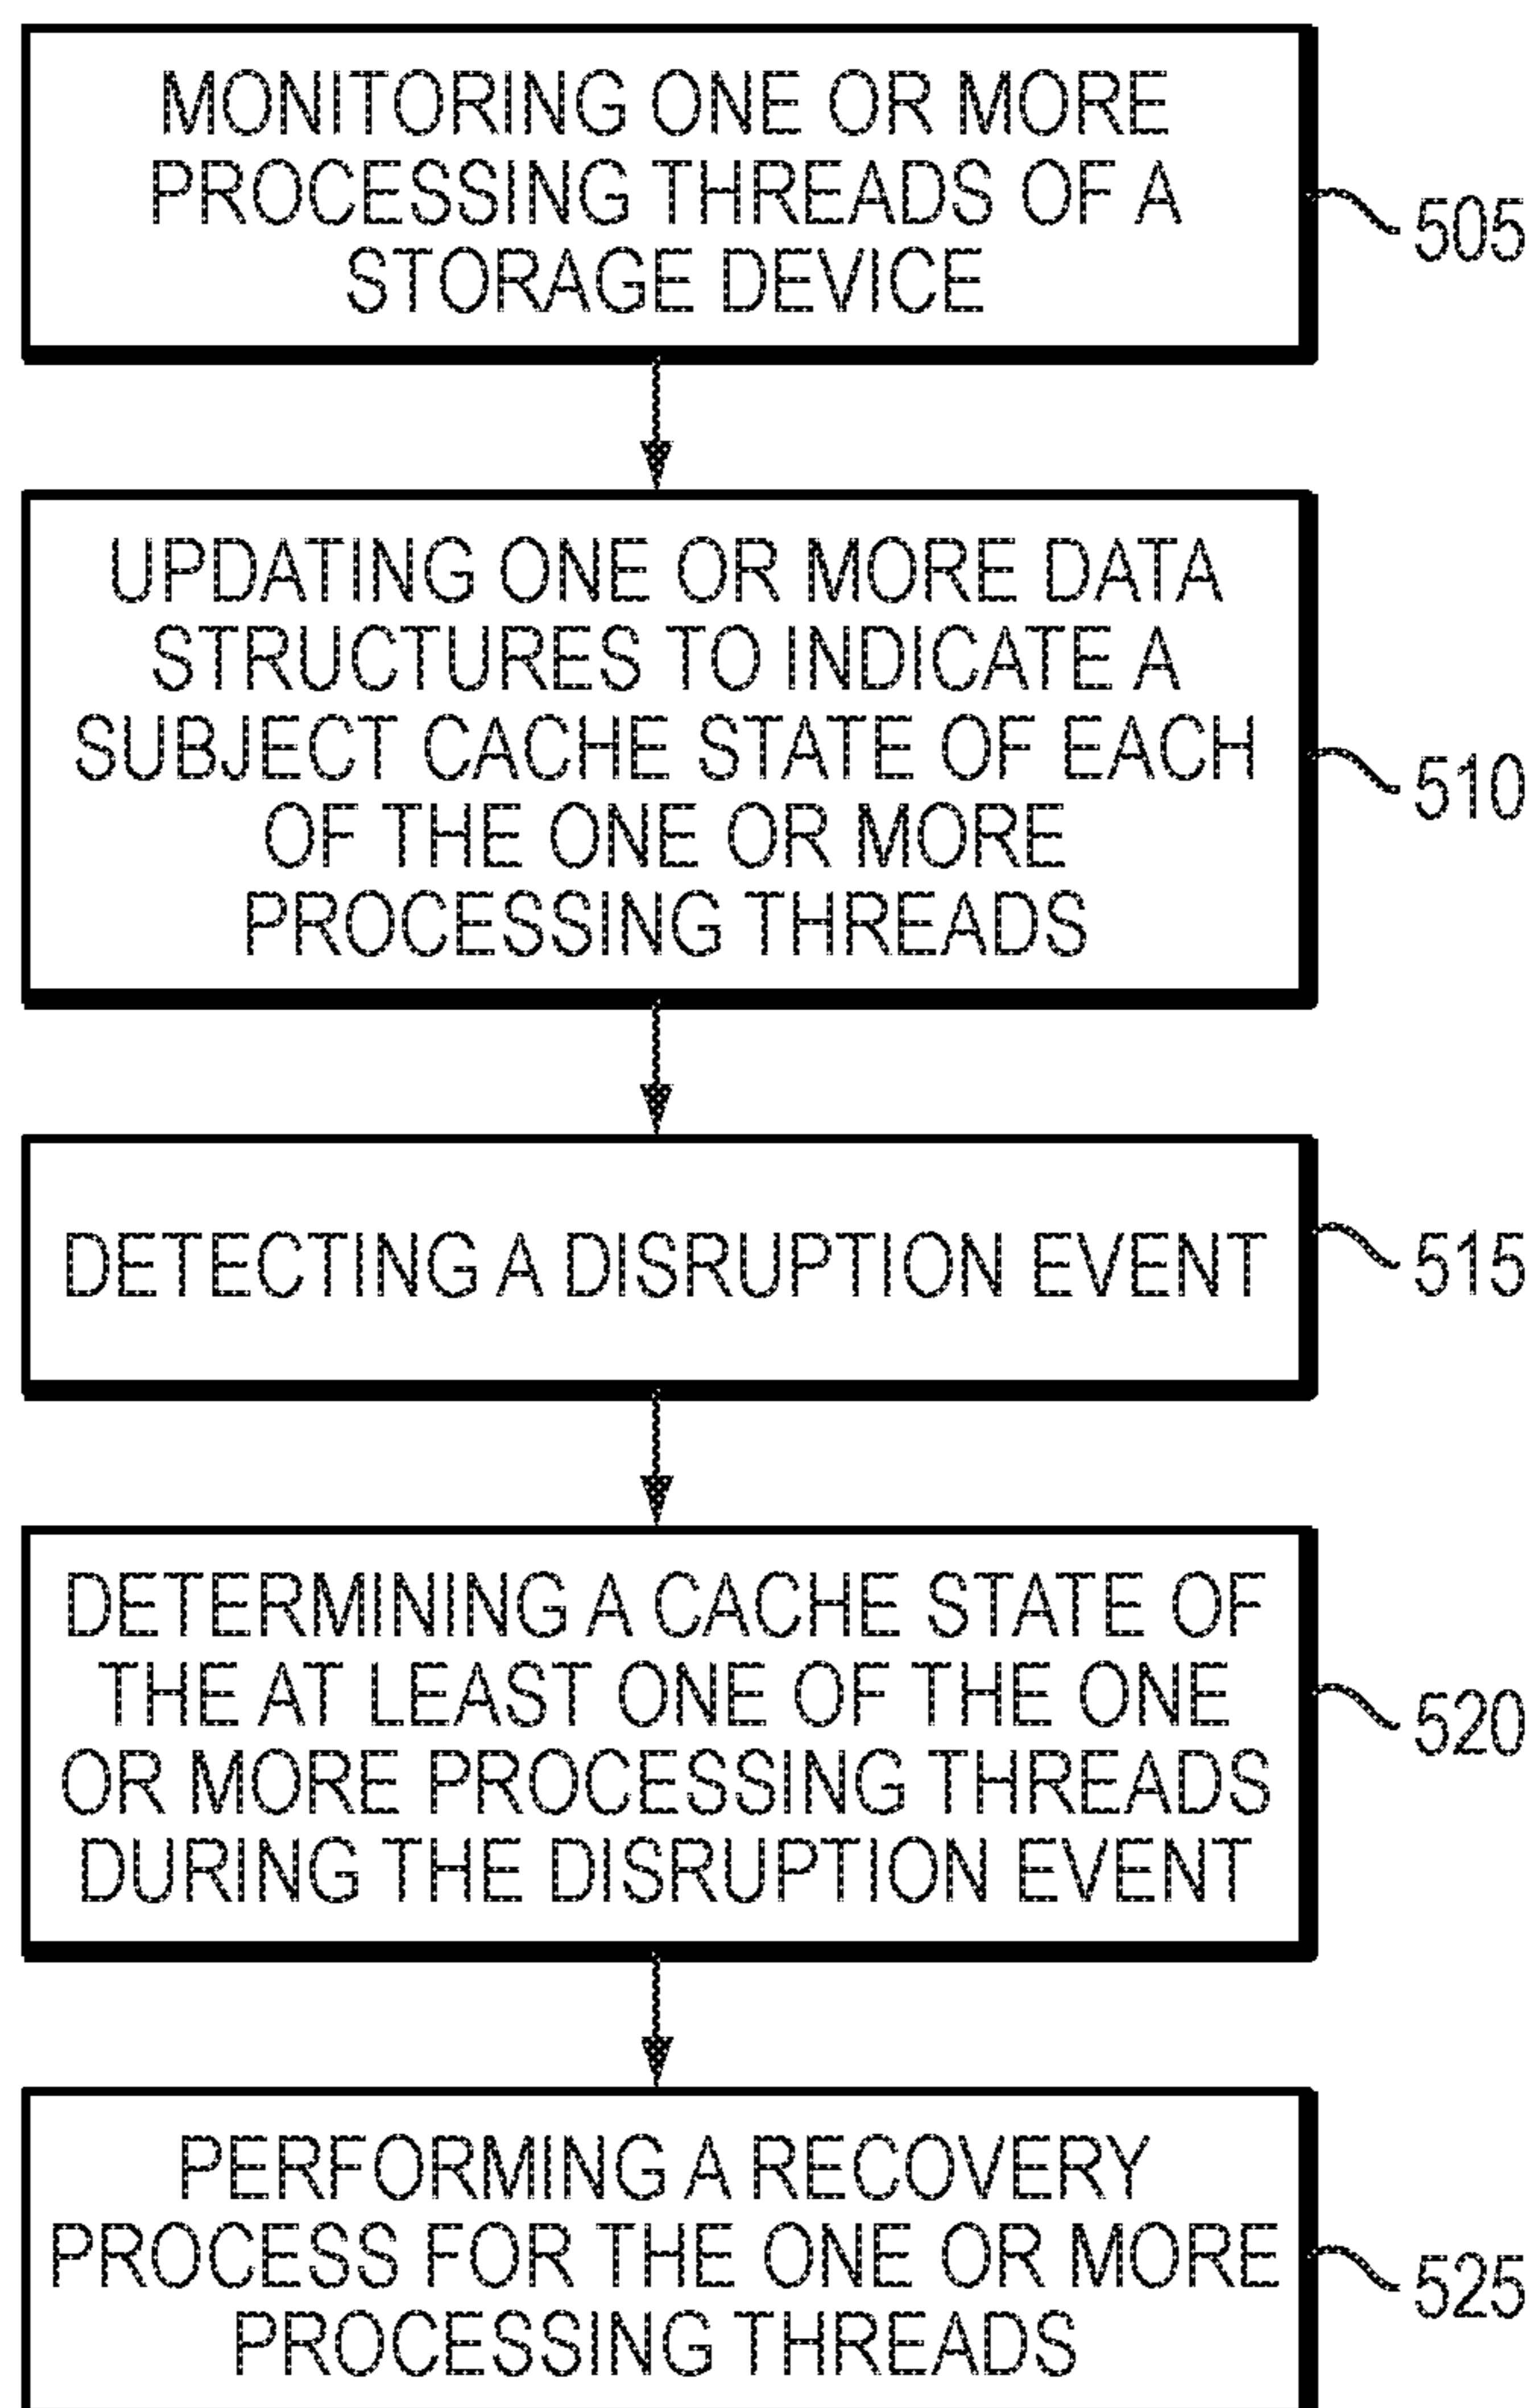 MONITORING ONE OR MORE
PROCESSING THREADS OF A
STORAGE DEVICE
505
UPDATING ONE OR MORE DATA
STRUCTURES TO INDICATE A
SUBJECT CACHE STATE OF EACH
OF THE ONE OR MORE
PROCESSING THREADS
510
DETECTING A DISRUPTION EVENT
515
DETERMINING A CACHE STATE OF
THE AT LEAST ONE OF THE ONE
OR MORE PROCESSING THREADS
DURING THE DISRUPTION EVENT
520
PERFORMING A RECOVERY
PROCESS FOR THE ONE OR MORE
PROCESSING THREADS
525